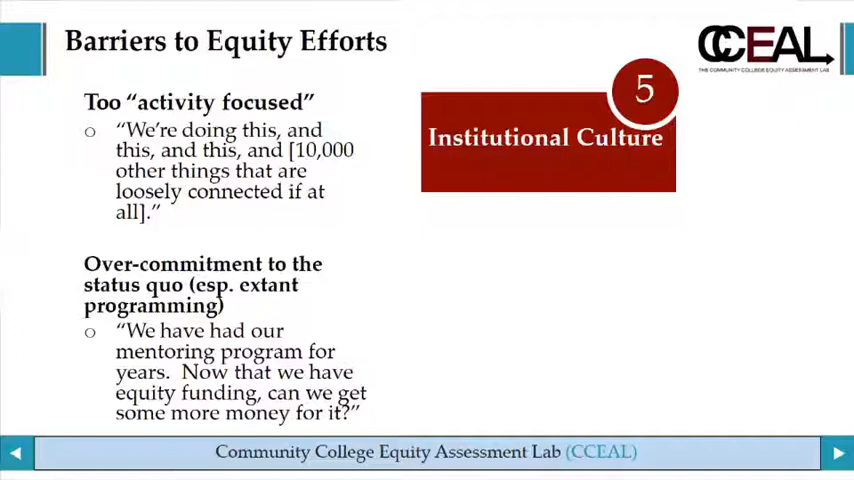 Barriers to Equity Efforts
CCEAL
THE COMMUNITY COLLEGE EQUITY ASSESSMENT LAB
Too “activity focused”
o “We’re doing this, and
this, and this, and [10,000
other things that are
loosely connected if at
all].”
Over-commitment to the
status quo (esp. extant
programming)
o “We have had our
mentoring program for
years. Now that we have
equity funding, can we get
some more money for it?”
5
Institutional Culture
Community College Equity Assessment Lab (CCEAL)